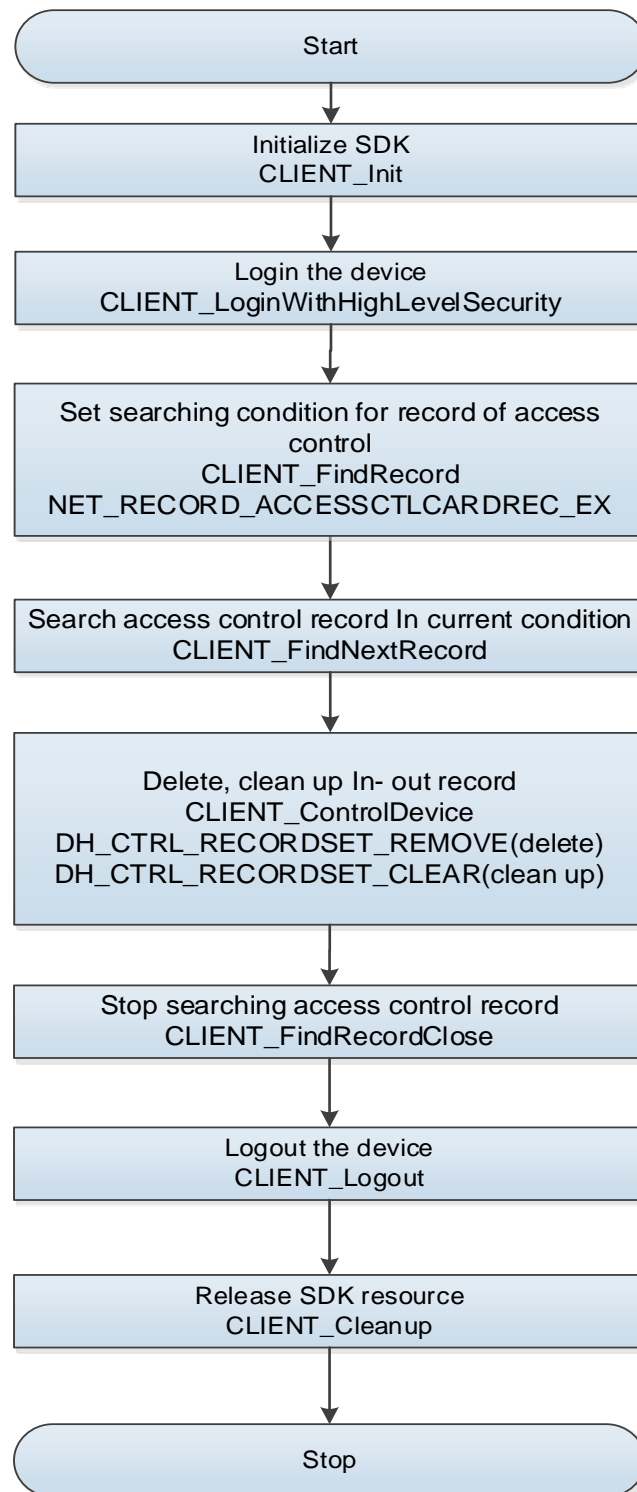 Start
Initialize SDK
CLIENT_Init
Login the device
CLIENT_LoginWithHighLevelSecurity
Set searching condition for record of access
control
CLIENT_FindRecord
NET_RECORD_ACCESSCTLCARDREC_EX
Search access control record In current condition
CLIENT_FindNextRecord
Delete, clean up In- out record
CLIENT_ControlDevice
DH_CTRL_RECORDSET_REMOVE(delete)
DH_CTRL_RECORDSET_CLEAR(clean up)
Stop searching access control record
CLIENT_FindRecordClose
Logout the device
CLIENT_Logout
Release SDK resource
CLIENT_Cleanup
Stop